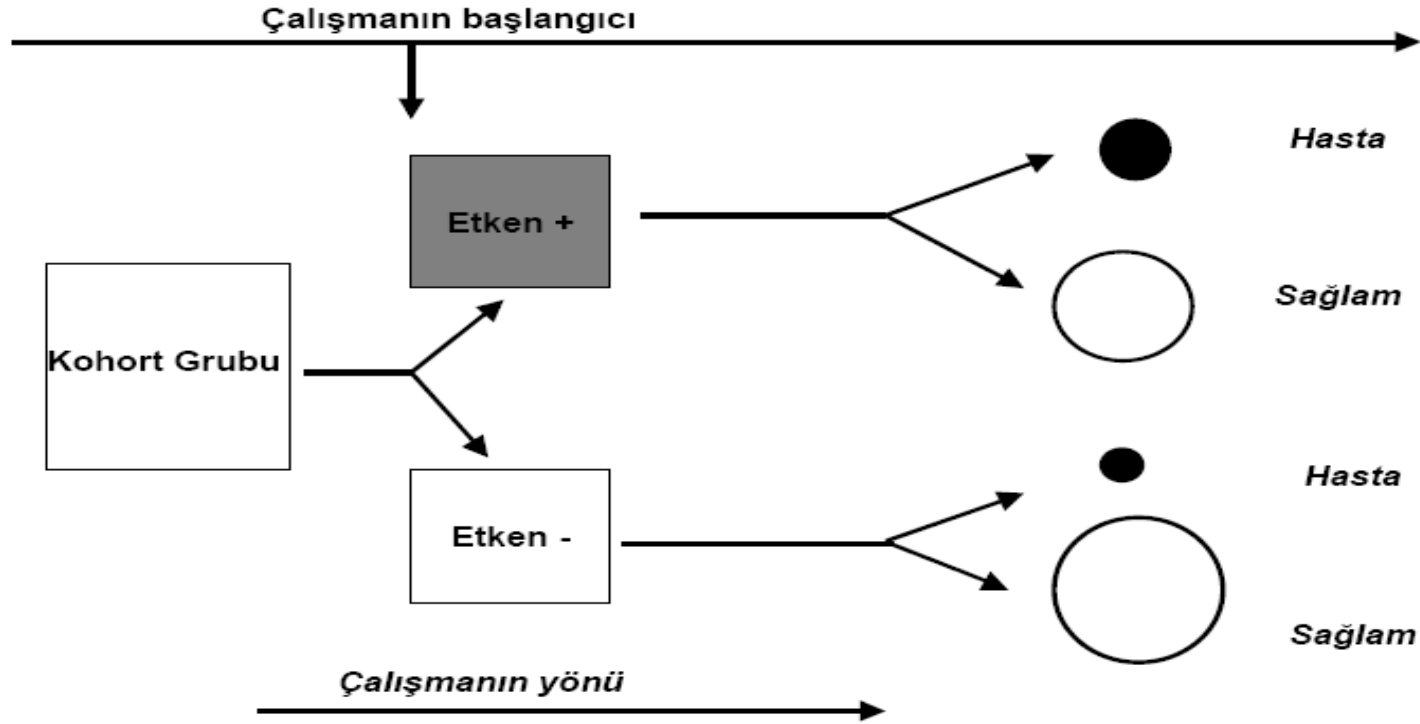 Çalışmanın başlangıcı
Hasta
Etken +
Sağlam
Kohort Grubu
Hasta
Etken -
Sağlam
Çalışmanın yönü